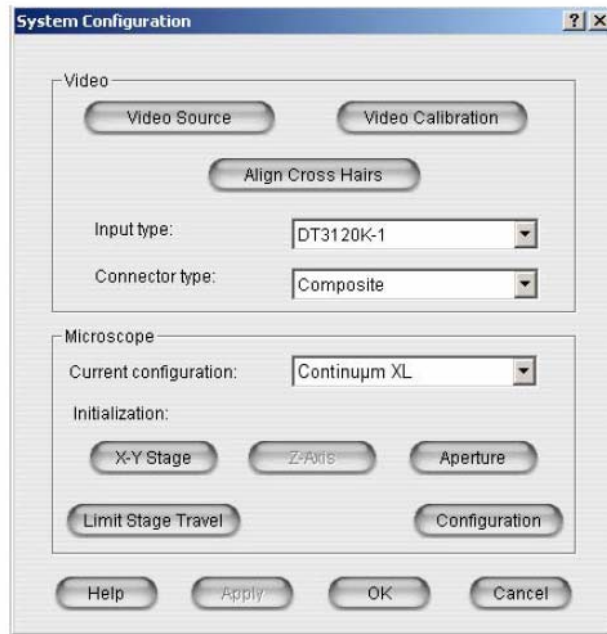 System Configuration
Video
Video Source Video Calibration
Align Cross Hairs
Input type: DT3120K-1
Connector type: Composite
Microscope
Current configuration: Continuμm XL
Initialization:
X-Y Stage Z-Axis Aperture
Limit Stage Travel Configuration
Help Apply OK Cancel